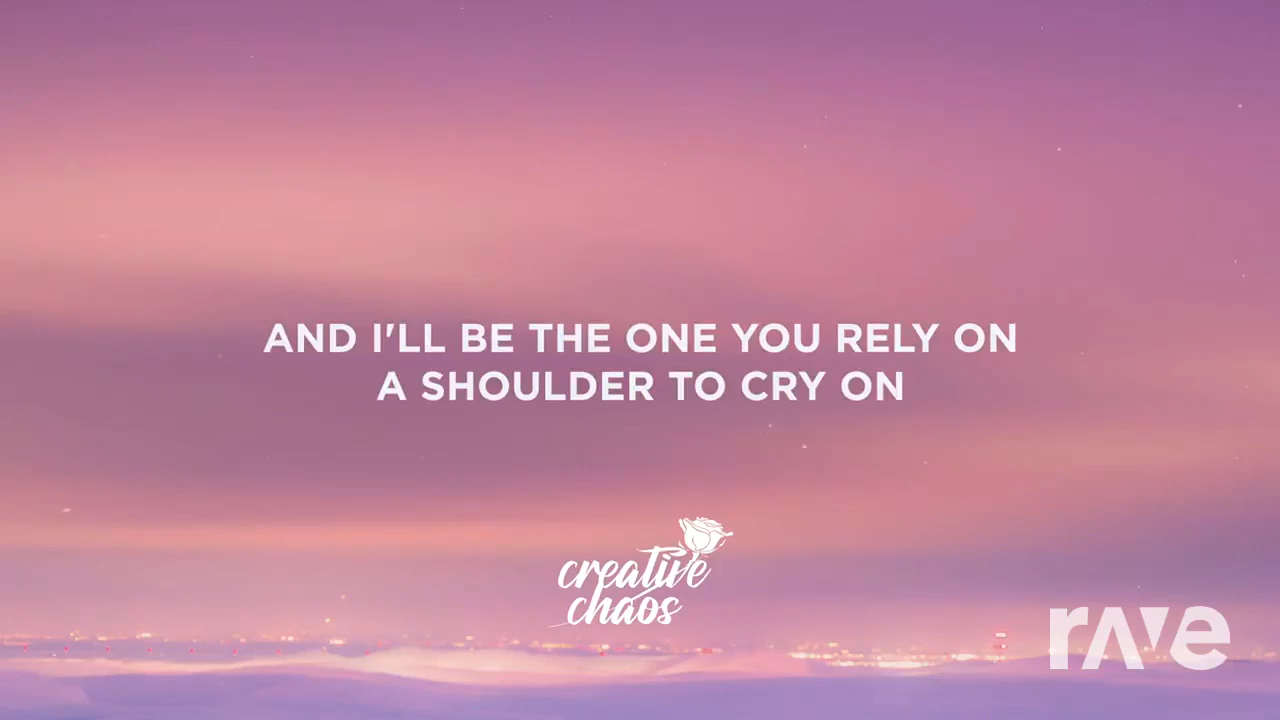 AND I'LL BE THE ONE YOU RELY ON
A SHOULDER TO CRY ON
creative
chaos
rave